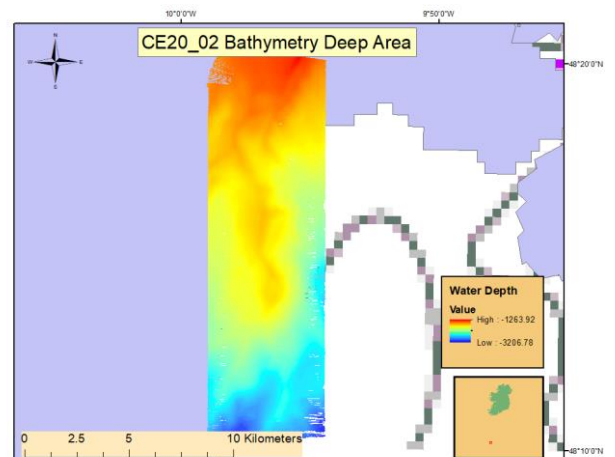 10°0'0"W
9°50'0"W
CE20_02 Bathymetry Deep Area
N
W
E
S
48°20'0"N
Water Depth
Value
High : -1263.92
Low : -3206.78
0 2.5 5 10 Kilometers
48°10'0"N